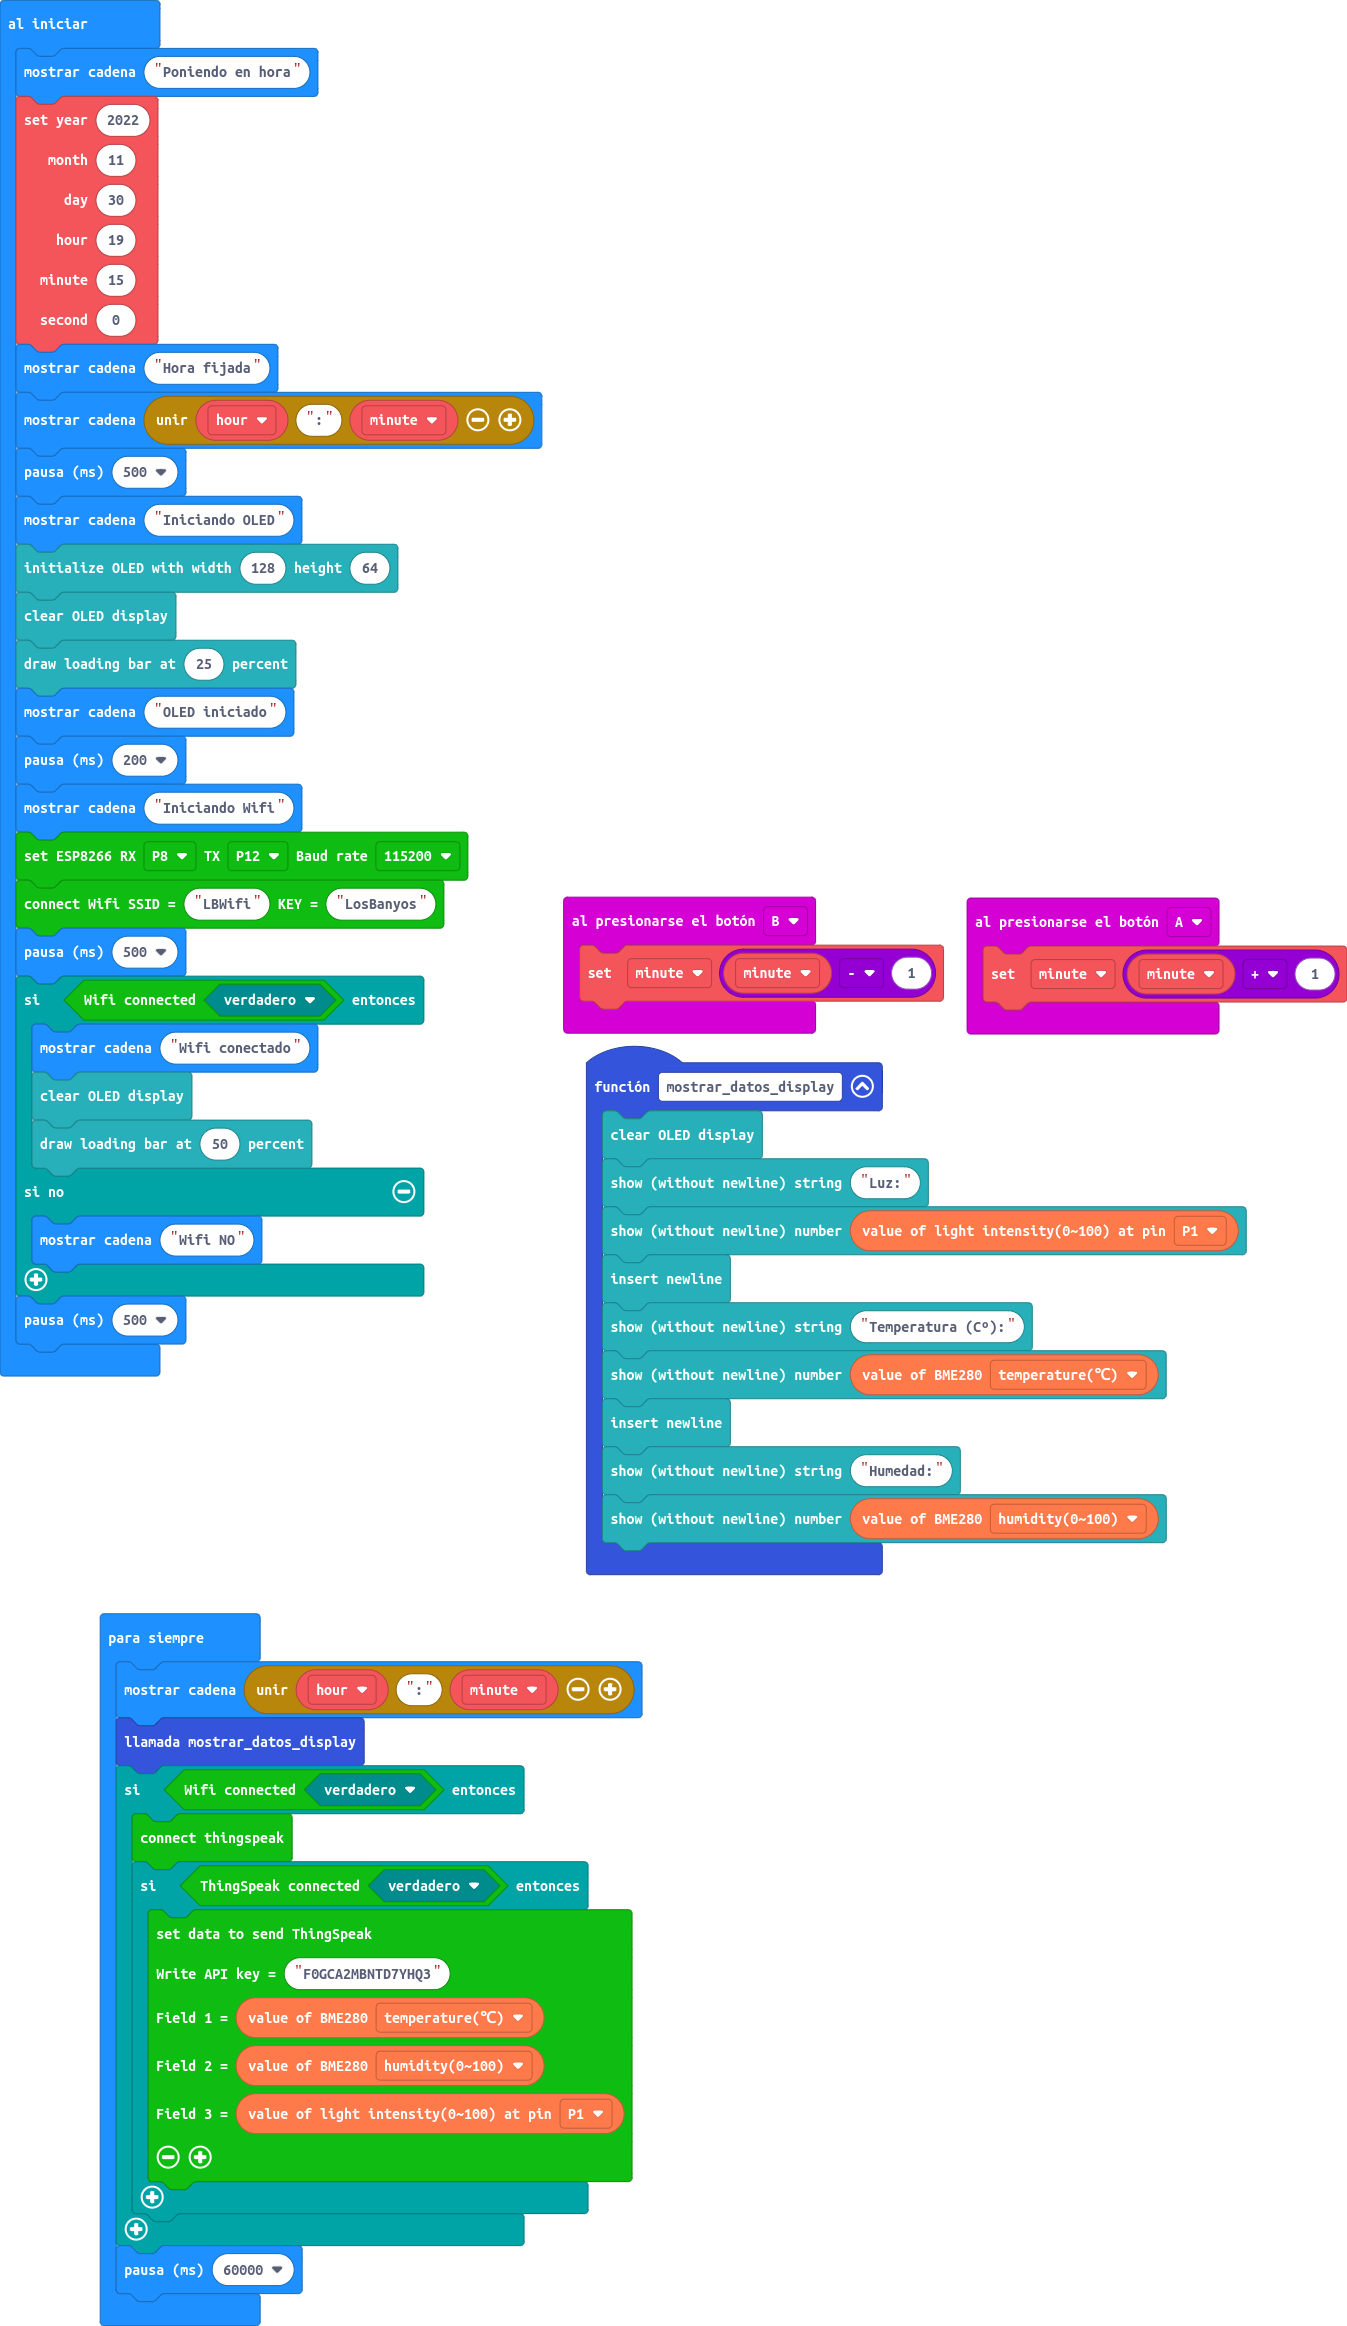 al iniciar
mostrar cadena "Poniendo en hora"
set year 2022
month 11
day 30
hour 19
minute 15
second 0
mostrar cadena "Hora fijada"
mostrar cadena unir hour ":" minute
pausa (ms) 500
mostrar cadena "Iniciando OLED"
initialize OLED with width 128 height 64
clear OLED display
draw loading bar at 25 percent
mostrar cadena "OLED iniciado"
pausa (ms) 200
mostrar cadena "Iniciando Wifi"
set ESP8266 RX P8 TX P12 Baud rate 115200
connect Wifi SSID = "LBWifi" KEY = "LosBanyos"
pausa (ms) 500
si Wifi connected verdadero entonces
mostrar cadena "Wifi conectado"
clear OLED display
draw loading bar at 50 percent
si no
mostrar cadena "Wifi NO"
pausa (ms) 500
al presionarse el botón B
set minute minute - 1
al presionarse el botón A
set minute minute + 1
función mostrar_datos_display
clear OLED display
show (without newline) string "Luz:"
show (without newline) number value of light intensity(0~100) at pin P1
insert newline
show (without newline) string "Temperatura (Cº):"
show (without newline) number value of BME280 temperature(℃)
insert newline
show (without newline) string "Humedad:"
show (without newline) number value of BME280 humidity(0~100)
para siempre
mostrar cadena unir hour ":" minute
llamada mostrar_datos_display
si Wifi connected verdadero entonces
connect thingspeak
si ThingSpeak connected verdadero entonces
set data to send ThingSpeak
Write API key = "F0GCA2MBNTD7YHQ3"
Field 1 = value of BME280 temperature(℃)
Field 2 = value of BME280 humidity(0~100)
Field 3 = value of light intensity(0~100) at pin P1
pausa (ms) 60000